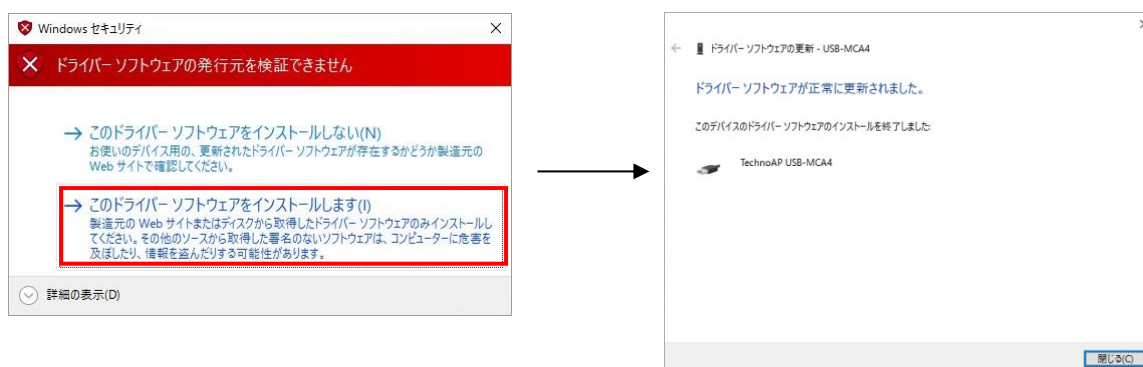 Windows セキュリティ
ドライバー ソフトウェアの発行元を検証できません
このドライバー ソフトウェアをインストールしない(N)
お使いのデバイス用の、更新されたドライバー ソフトウェアが存在するかどうか製造元の
Web サイトで確認してください。
このドライバー ソフトウェアをインストールします(I)
製造元の Web サイトまたはディスクから取得したドライバー ソフトウェアのみインストールし
てください。その他のソースから取得した署名のないソフトウェアは、コンピューターに危害を
及ぼしたり、情報を盗んだりする可能性があります。
詳細の表示(D)
ドライバー ソフトウェアの更新 - USB-MCA4
ドライバー ソフトウェアが正常に更新されました。
このデバイスのドライバー ソフトウェアのインストールを終了しました:
TechnoAP USB-MCA4
閉じる(C)